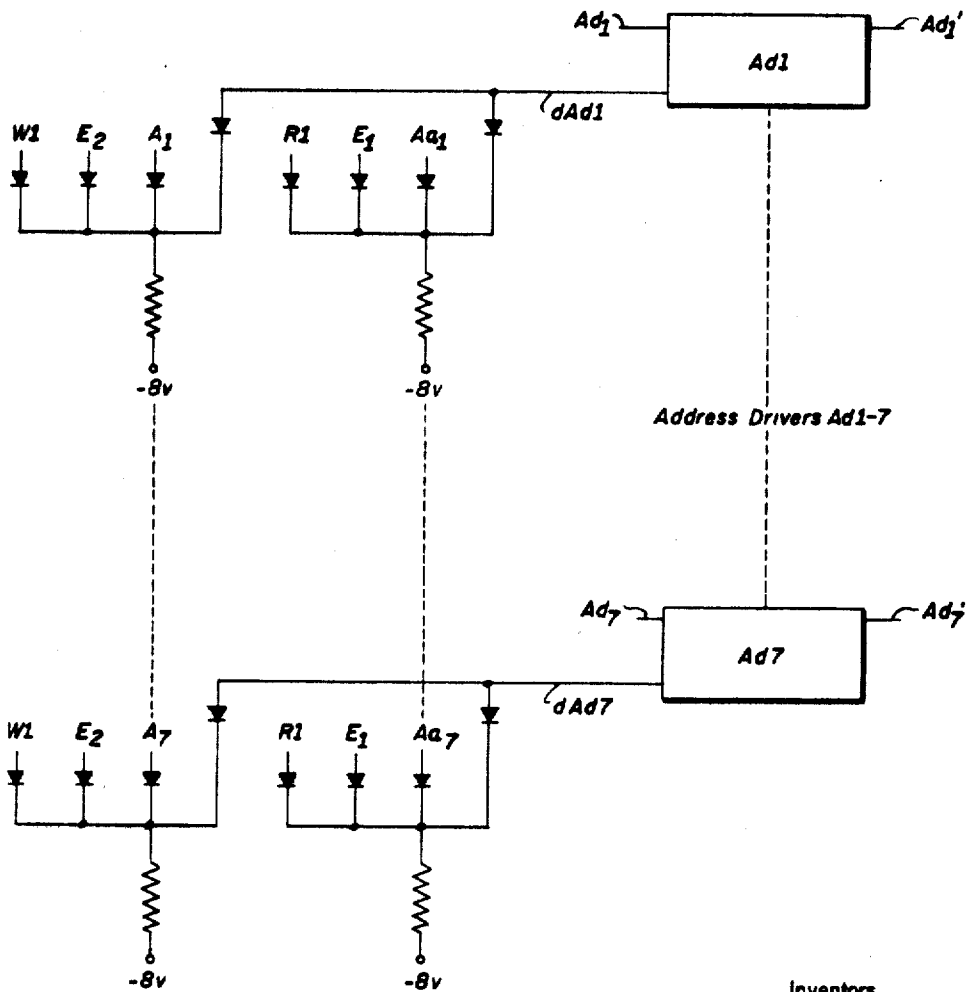 Ad1 Ad1'
Ad1
dAd1
W1 E2 A1 R1 E1 Aa1
-8v -8v
Address Drivers Ad1-7
Ad7 Ad7'
Ad7
dAd7
W1 E2 A7 R1 E1 Aa7
-8v -8v
Inventors